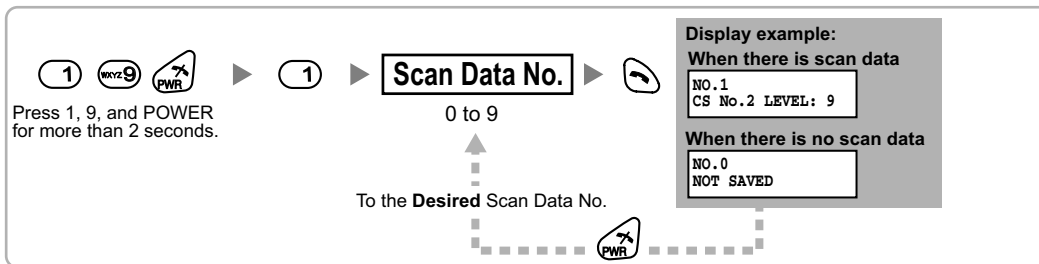 1 WXYZ9 PWR
Press 1, 9, and POWER
for more than 2 seconds.
1
Scan Data No.
0 to 9
Display example:
When there is scan data
NO.1
CS No.2 LEVEL: 9
When there is no scan data
NO.0
NOT SAVED
To the Desired Scan Data No.
PWR